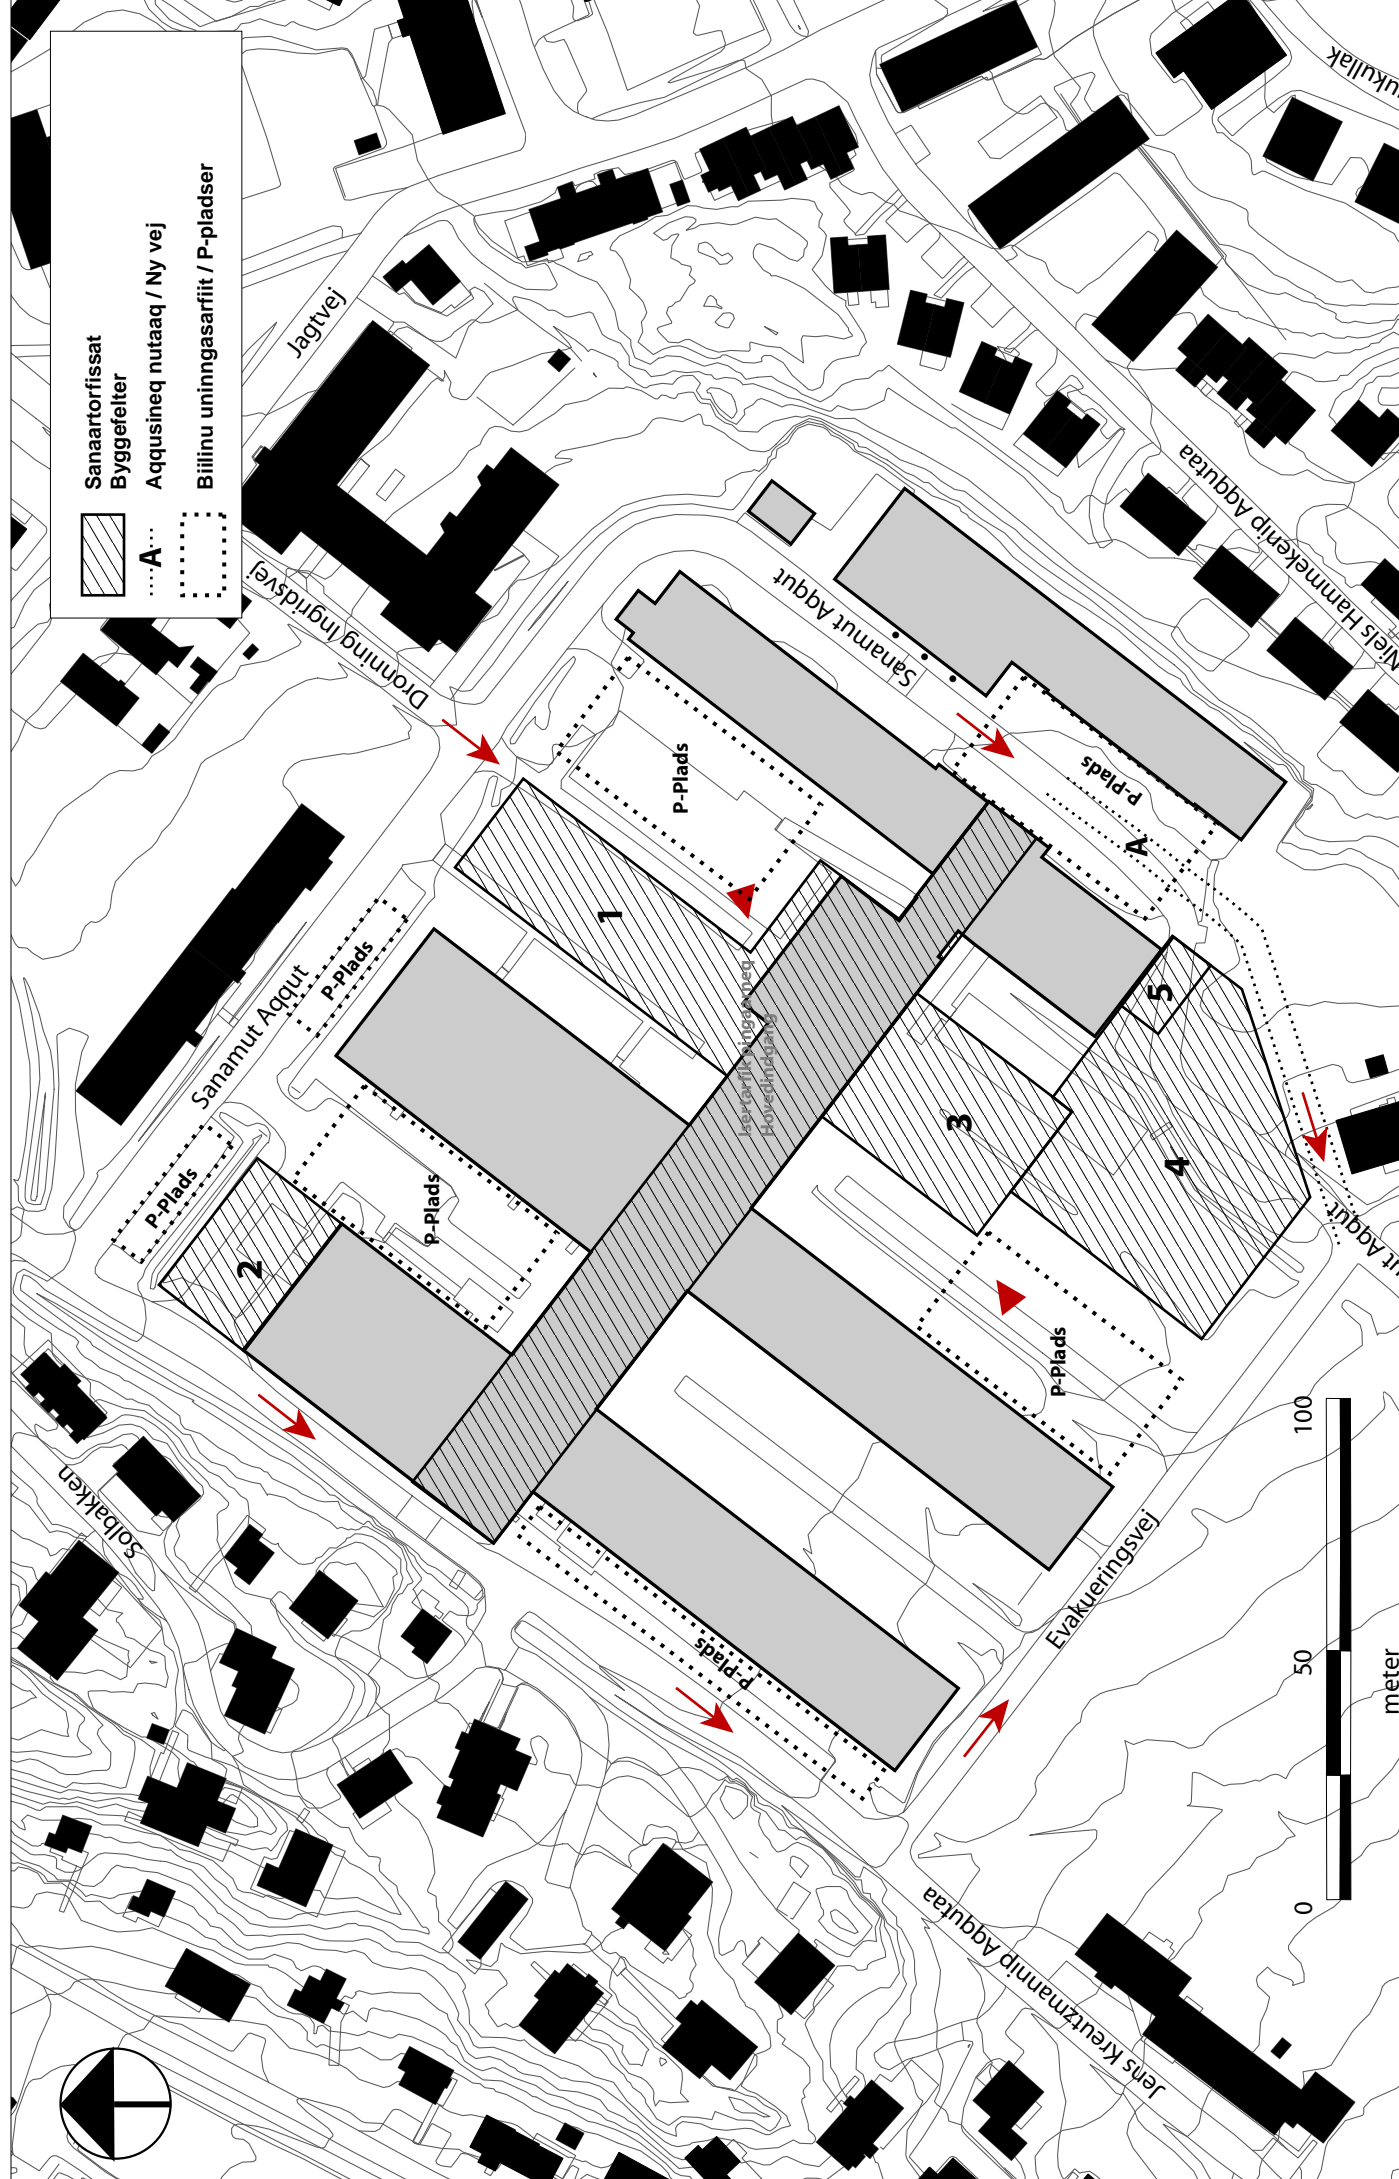 Sanaartorfissat
Byggefelter
A
Aqqusineq nutaaq / Ny vej
Biilinu uninngasarfiit / P-pladser
Jagtvej
Dronning Ingridsvej
Sanamut Aqqut
Sanamut Aqqut
Niels Hammekenip Aqqutaa
ukullak
P-Plads
P-Plads
P-Plads
P-Plads
P-Plads
P-Plads
P-Plads
1
2
3
4
5
A
Isertarfik pingaarneq
Hovedindgang
Solbakken
Evakueringsvej
ut Aqqut
Jens Kreutzmannip Aqqutaa
0
50
100
meter